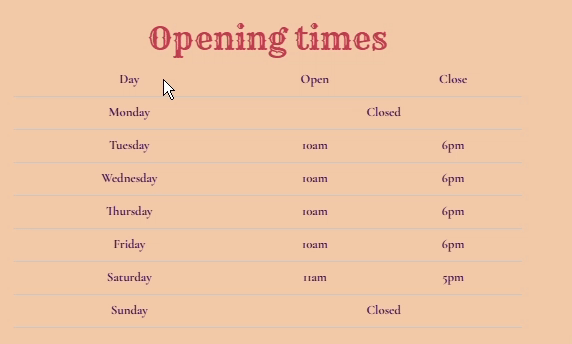 Opening times
Day Open Close
Monday Closed
Tuesday 10am 6pm
Wednesday 10am 6pm
Thursday 10am 6pm
Friday 10am 6pm
Saturday 11am 5pm
Sunday Closed